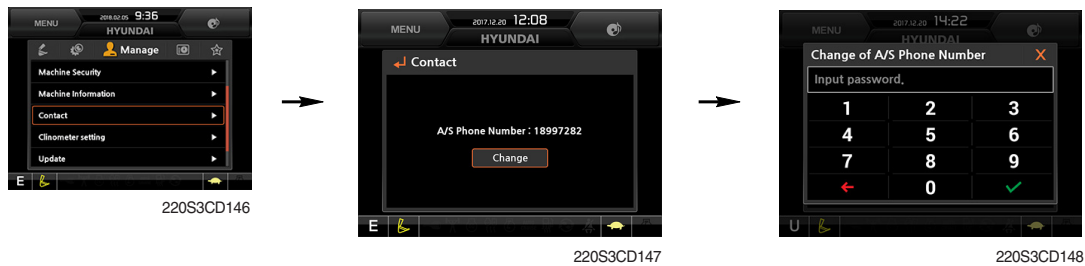 MENU
2018.02.05 9:36
HYUNDAI
Manage
Machine Security
Machine Information
Contact
Clinometer setting
Update
E
220S3CD146
MENU
2017.12.20 12:08
HYUNDAI
Contact
A/S Phone Number : 18997282
Change
E
220S3CD147
MENU
2017.12.20 14:22
HYUNDAI
Change of A/S Phone Number X
Input password.
1 2 3
4 5 6
7 8 9
0
U
220S3CD148